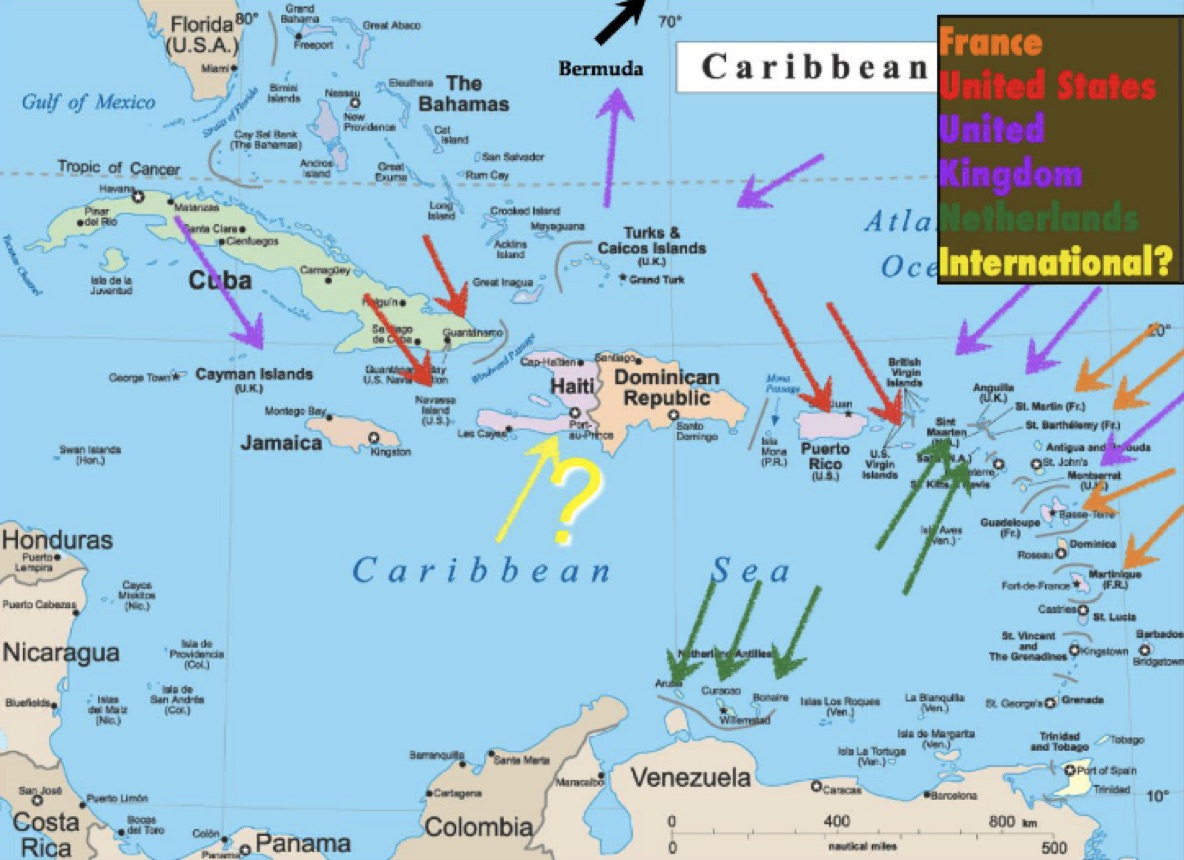 Florida
(U.S.A.)
80°
Grand
Bahama
Freeport
Great Abaco
70°
Bermuda
Caribbean
France
United States
United
Kingdom
Netherlands
International?
Miami
Gulf of Mexico
Straits of Florida
Bimini
Islands
Nassau
New
Providence
Eleuthera
The
Bahamas
Cat
Island
Cay Sal Bank
(The Bahamas)
Andros
Island
Great
Exuma
San Salvador
Rum Cay
Tropic of Cancer
Havana
Matanzas
Pinar
del Rio
Santa Clara
Cienfuegos
Long
Island
Crooked Island
Mayaguana
Acklins
Island
Turks &
Caicos Islands
(U.K.)
Grand Turk
Atla
Oce
Yucatan Channel
Isla de la
Juventud
Cuba
Camagüey
Holguin
Great Inagua
Santiago
de Cuba
Guantánamo
Guantánamo Bay
U.S. Naval Station
Windward Passage
20°
George Town
Cayman Islands
(U.K.)
Navassa
Island
(U.S.)
Cap-Haïtien
Santiago
Haiti
Dominican
Republic
Mona
Passage
San Juan
British
Virgin
Islands
Anguilla
(U.K.)
St. Martin (Fr.)
St. Barthélemy (Fr.)
Montego Bay
Jamaica
Kingston
Les Cayes
Port-
au-Prince
Santo
Domingo
Isla
Mona
(P.R.)
Puerto
Rico
(U.S.)
U.S.
Virgin
Islands
Sint
Maarten
(N.A.)
Antigua and Barbuda
St. John's
Swan Islands
(Hon.)
St. Kitts & Nevis
Montserrat
(U.K.)
?
Isla Aves
(Ven.)
Guadeloupe
(Fr.)
Basse-Terre
Honduras
Puerto
Lempira
Caribbean Sea
Roseau
Dominica
Fort-de-France
Martinique
(F.R.)
Puerto Cabezas
Cayos
Miskitos
(Nic.)
Castries
St. Lucia
Nicaragua
Isla de
Providencia
(Col.)
Netherland Antilles
St. Vincent
and
The Grenadines
Kingstown
Barbados
Bridgetown
Bluefields
Islas
del Maiz
(Nic.)
Isla de
San Andrés
(Col.)
Aruba
Curacao
Bonaire
Willemstad
Islas Los Roques
(Ven.)
La Blanquilla
(Ven.)
St. George's
Grenada
Isla de Margarita
(Ven.)
Isla La Tortuga
(Ven.)
Trinidad
and Tobago
Tobago
Barranquilla
Santa Marta
Maracaibo
Venezuela
Port of Spain
Trinidad
San José
Puerto Limón
Cartagena
Caracas
Barcelona
10°
Costa
Rica
Bocas
del Toro
Colón
Panama
Panama
Colombia
0 400 800 km
0 nautical miles 500